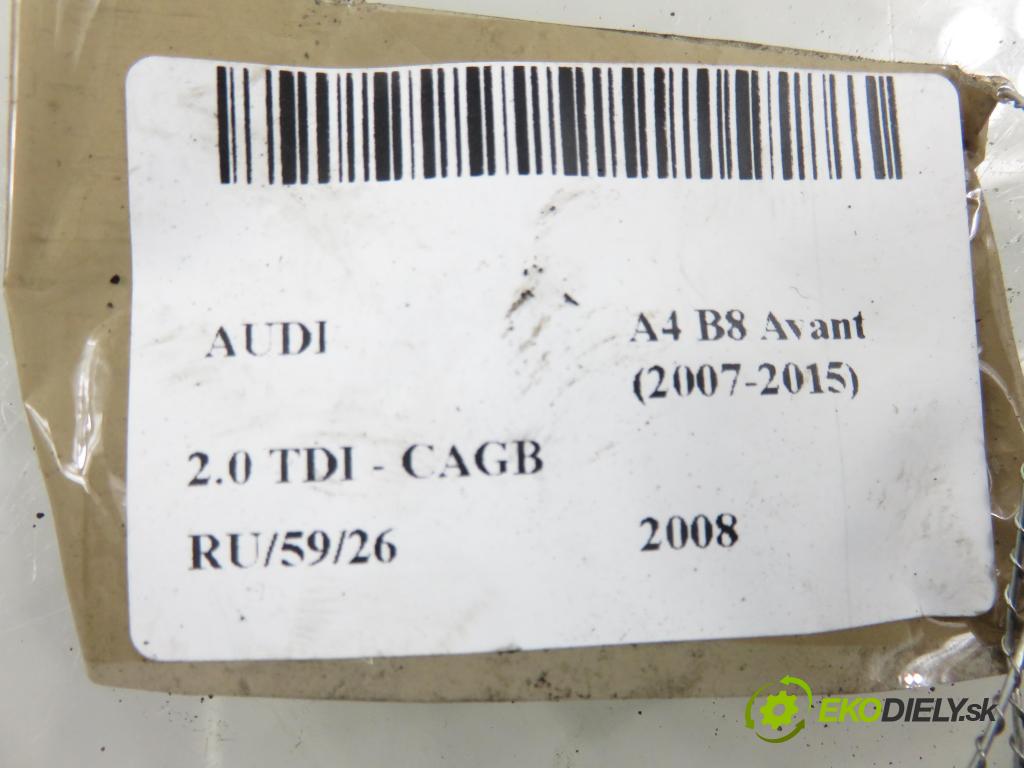 AUDI
A4 B8 Avant
(2007-2015)
2.0 TDI - CAGB
RU/59/26
2008
EKODIELY.sk